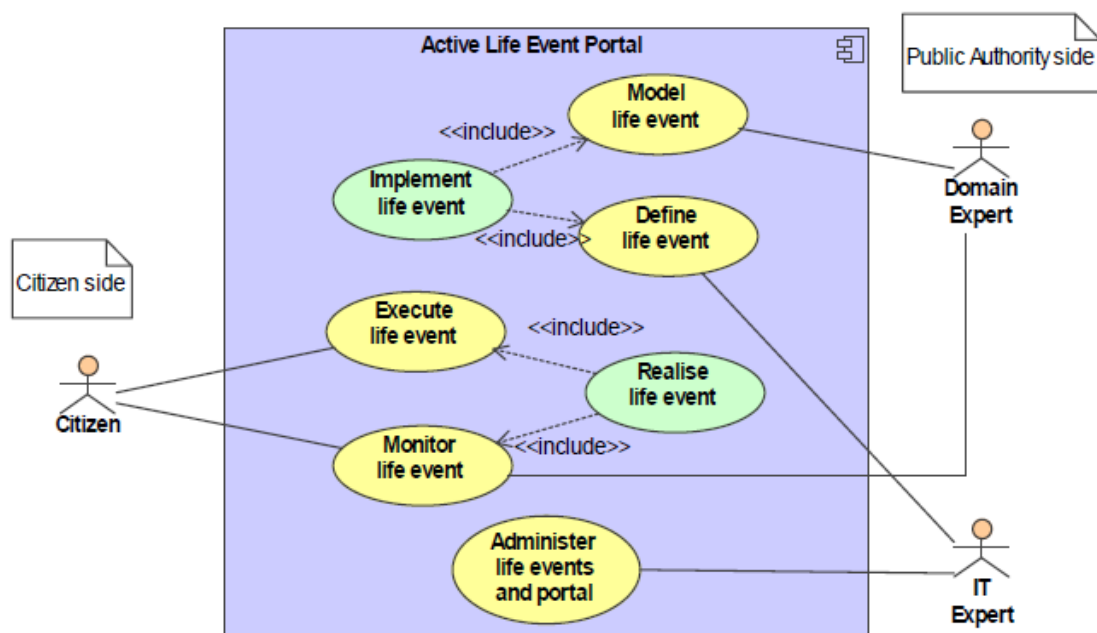 Active Life Event Portal
Public Authority side
Model
life event
<<include>>
Implement
life event
Domain
Expert
Define
life event
<<include>>
Citizen side
Execute
life event
<<include>>
Realise
life event
Citizen
Monitor
life event
<<include>>
Administer
life events
and portal
IT
Expert